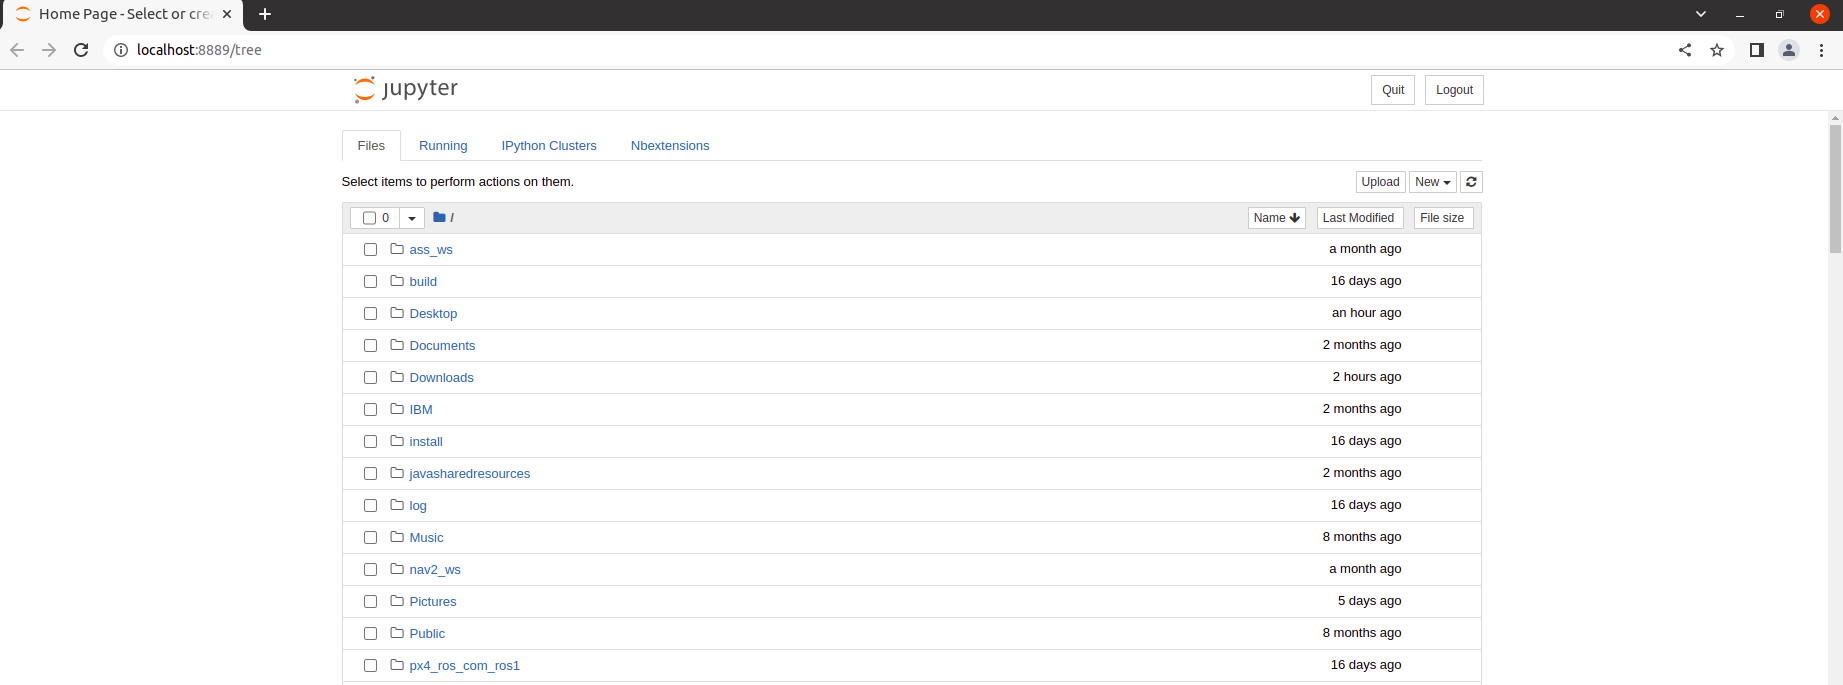 Home Page - Select or cre
localhost:8889/tree
jupyter
Quit Logout
Files Running IPython Clusters Nbextensions
Select items to perform actions on them.
Upload New
0 / Name Last Modified File size
ass_ws a month ago
build 16 days ago
Desktop an hour ago
Documents 2 months ago
Downloads 2 hours ago
IBM 2 months ago
install 16 days ago
javasharedresources 2 months ago
log 16 days ago
Music 8 months ago
nav2_ws a month ago
Pictures 5 days ago
Public 8 months ago
px4_ros_com_ros1 16 days ago